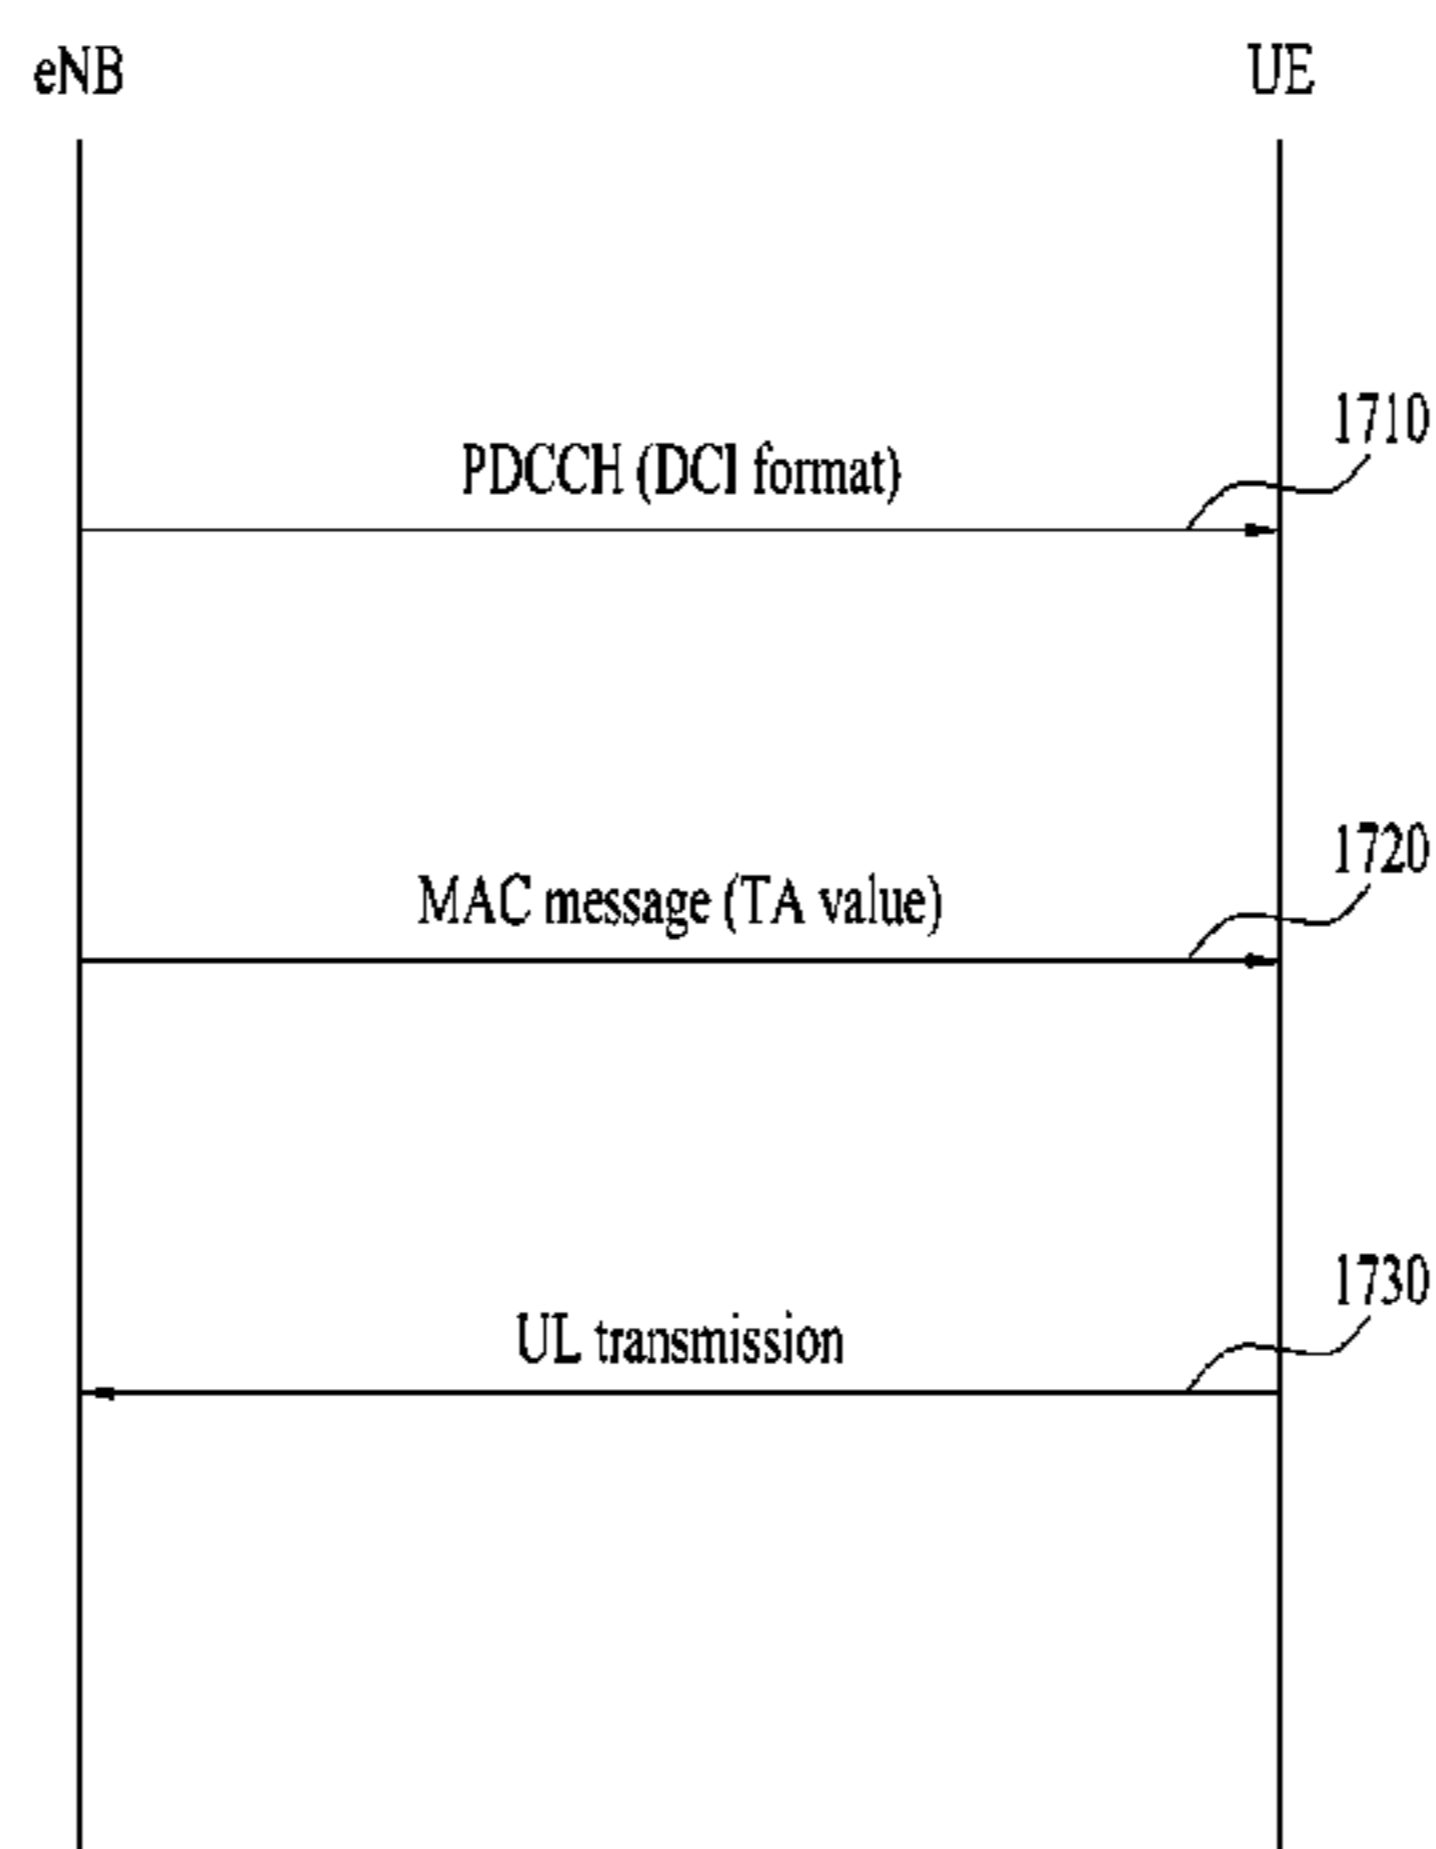 eNB UE
1710
PDCCH (DCI format)
1720
MAC message (TA value)
1730
UL transmission